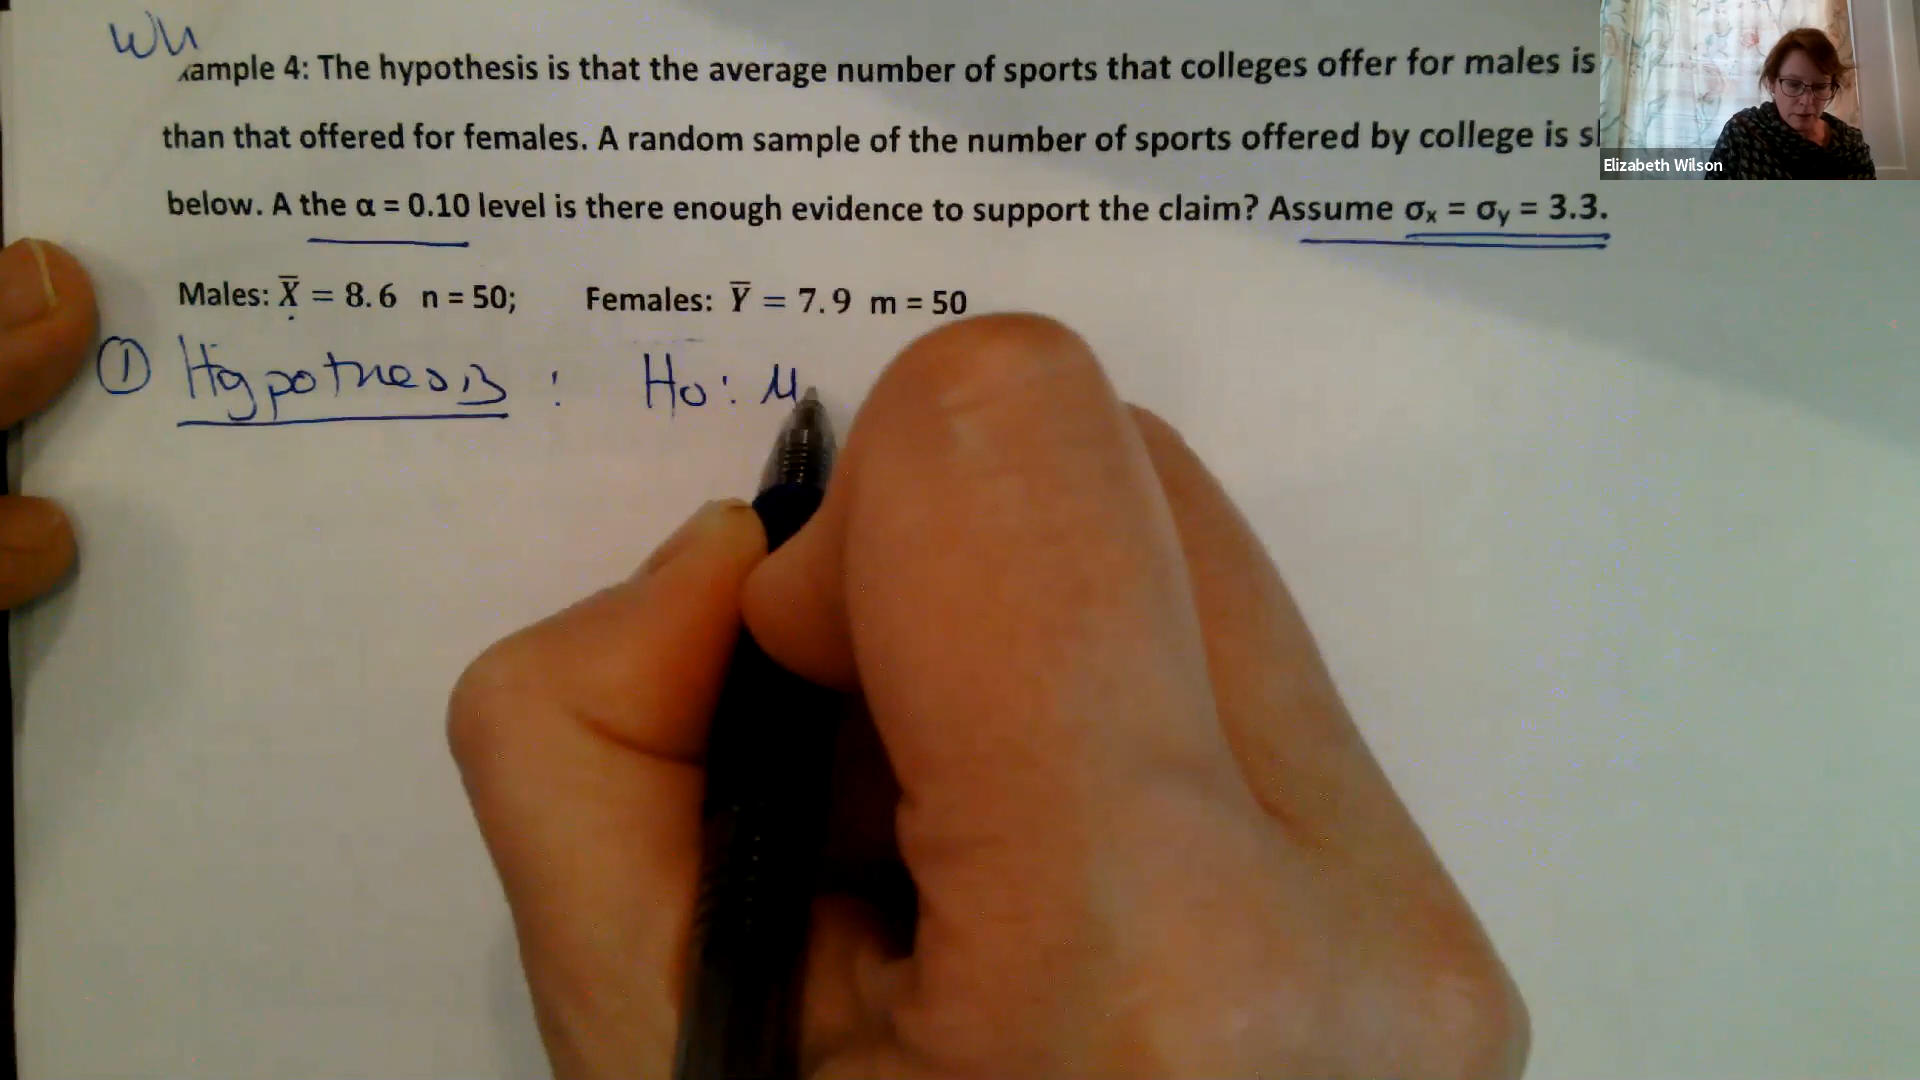 Wh
xample 4: The hypothesis is that the average number of sports that colleges offer for males is
than that offered for females. A random sample of the number of sports offered by college is
below. A the α = 0.10 level is there enough evidence to support the claim? Assume σx = σy = 3.3.
Elizabeth Wilson
Males: X̅ = 8.6 n = 50; Females: Y̅ = 7.9 m = 50
① Hypothesis : Ho: μ